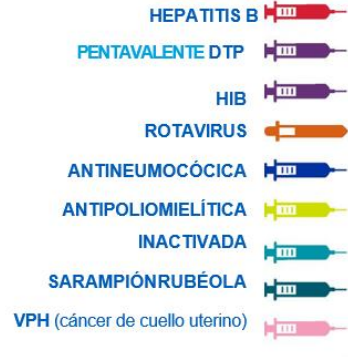 HEPATITIS B
PENTAVALENTE DTP
HIB
ROTAVIRUS
ANTINEUMOCÓCICA
ANTIPOLIOMIELÍTICA
INACTIVADA
SARAMPIÓNRUBÉOLA
VPH (cáncer de cuello uterino)